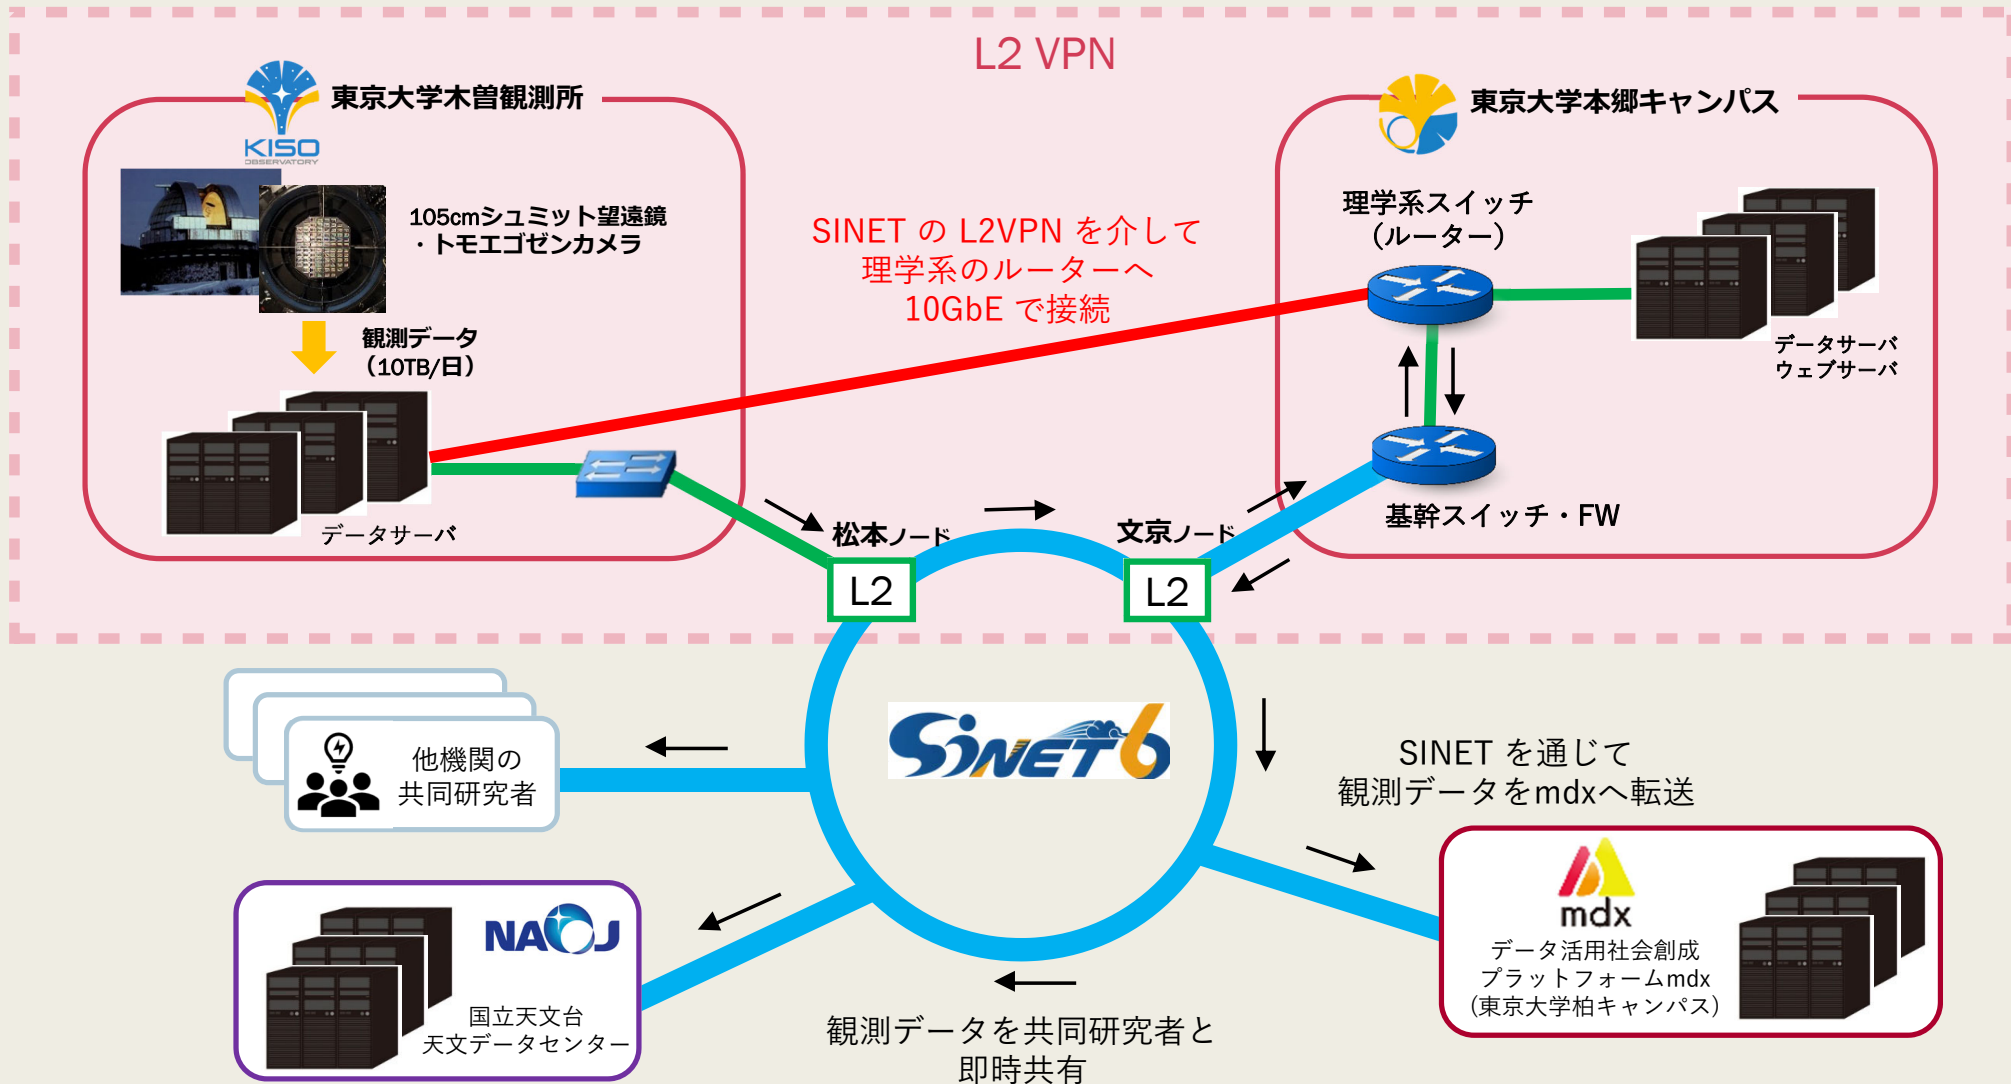 L2 VPN
東京大学木曽観測所
KISO
OBSERVATORY
105cmシュミット望遠鏡
・トモエゴゼンカメラ
観測データ
(10TB/日)
データサーバ
SINET の L2VPN を介して
理学系のルーターへ
10GbE で接続
東京大学本郷キャンパス
理学系スイッチ
(ルーター)
データサーバ
ウェブサーバ
基幹スイッチ・FW
松本ノード
文京ノード
L2
L2
SINET6
他機関の
共同研究者
SINET を通じて
観測データをmdxへ転送
NAOJ
国立天文台
天文データセンター
mdx
データ活用社会創成
プラットフォームmdx
(東京大学柏キャンパス)
観測データを共同研究者と
即時共有